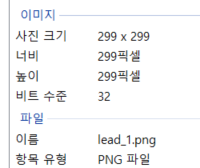 이미지
사진 크기 299 x 299
너비 299픽셀
높이 299픽셀
비트 수준 32
파일
이름 lead_1.png
항목 유형 PNG 파일